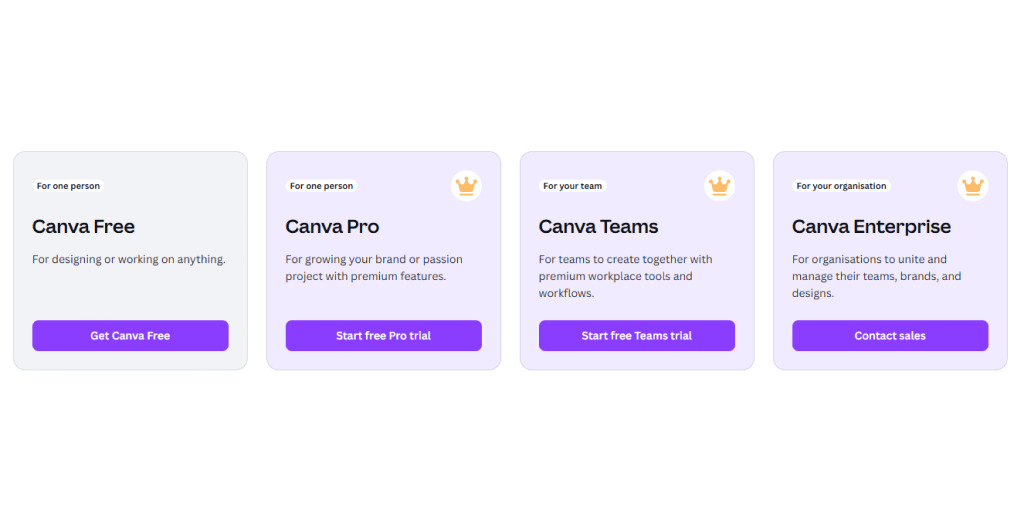 For one person
Canva Free
For designing or working on anything.
Get Canva Free
For one person
Canva Pro
For growing your brand or passion
project with premium features.
Start free Pro trial
For your team
Canva Teams
For teams to create together with
premium workplace tools and
workflows.
Start free Teams trial
For your organisation
Canva Enterprise
For organisations to unite and
manage their teams, brands, and
designs.
Contact sales